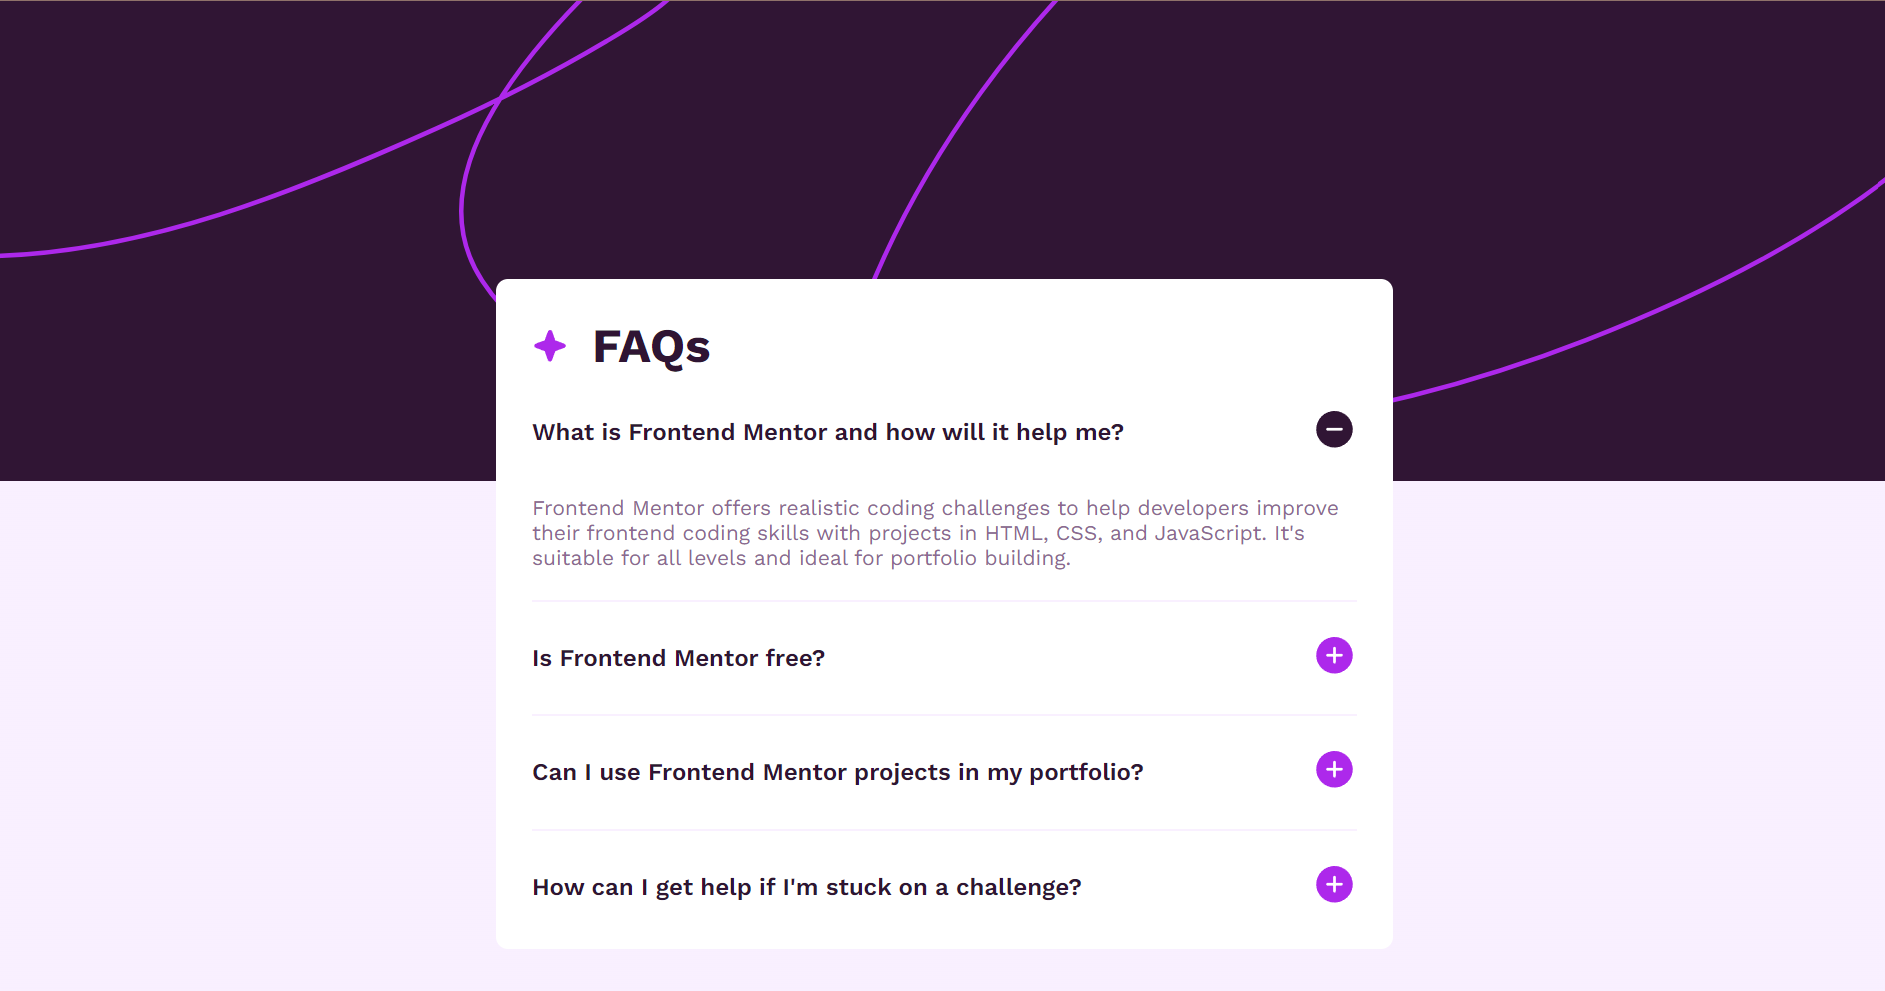 FAQs
What is Frontend Mentor and how will it help me?
Frontend Mentor offers realistic coding challenges to help developers improve
their frontend coding skills with projects in HTML, CSS, and JavaScript. It's
suitable for all levels and ideal for portfolio building.
Is Frontend Mentor free?
Can I use Frontend Mentor projects in my portfolio?
How can I get help if I'm stuck on a challenge?